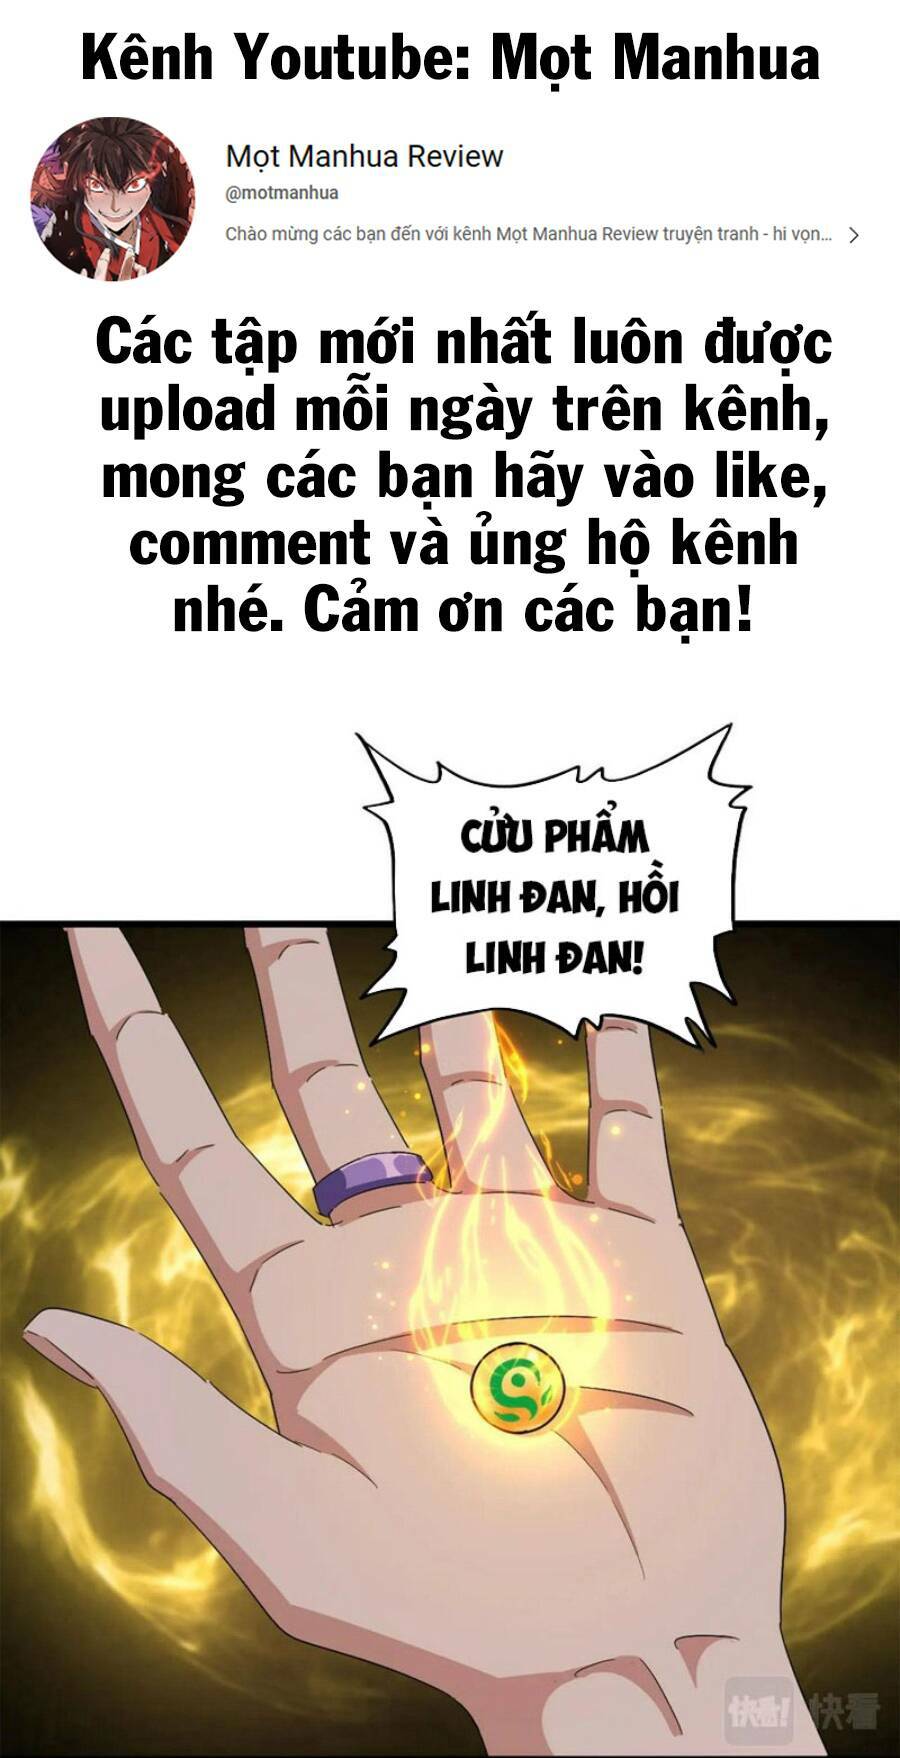 Kênh Youtube: Mọt Manhua
Mọt Manhua Review
@motmanhua
Chào mừng các bạn đến với kênh Mọt Manhua Review truyện tranh - hi vọn...
Các tập mới nhất luôn được
upload mỗi ngày trên kênh,
mong các bạn hãy vào like,
comment và ủng hộ kênh
nhé. Cảm ơn các bạn!
CỬU PHẨM
LINH ĐAN, HỒI
LINH ĐAN!
快看! 快看